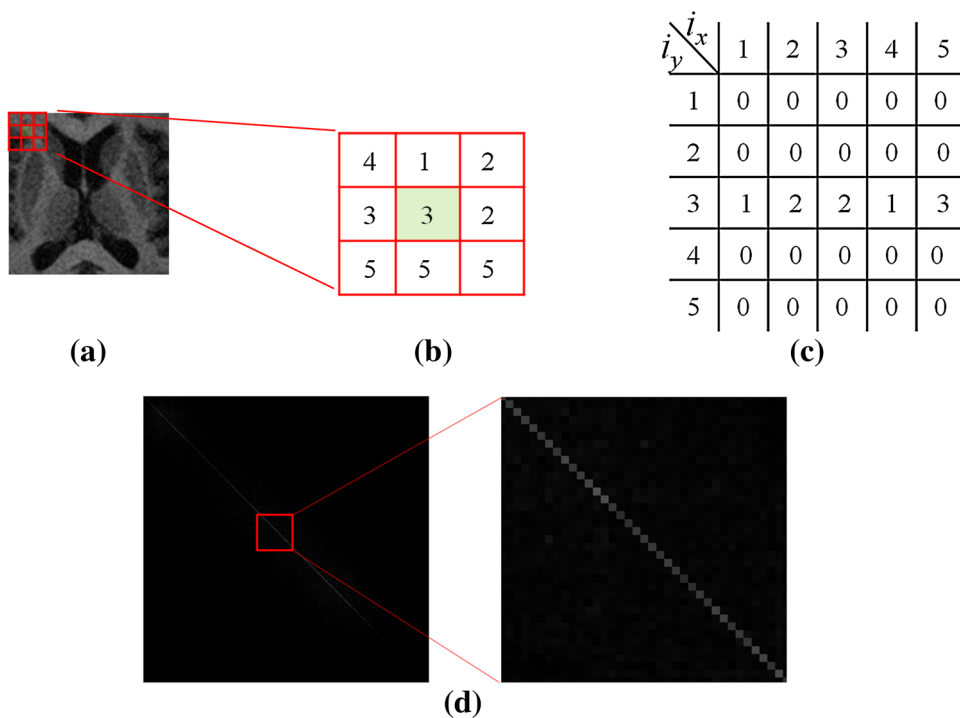 4 1 2
3 3 2
5 5 5
i_x
i_y
1 2 3 4 5
1 0 0 0 0 0
2 0 0 0 0 0
3 1 2 2 1 3
4 0 0 0 0 0
5 0 0 0 0 0
(a) (b) (c)
(d)